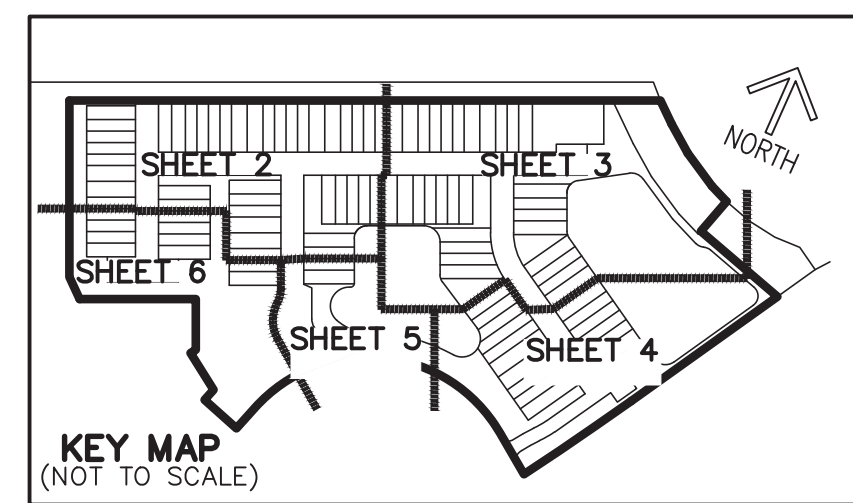 NORTH
SHEET 2
SHEET 3
SHEET 6
SHEET 5
SHEET 4
KEY MAP
(NOT TO SCALE)